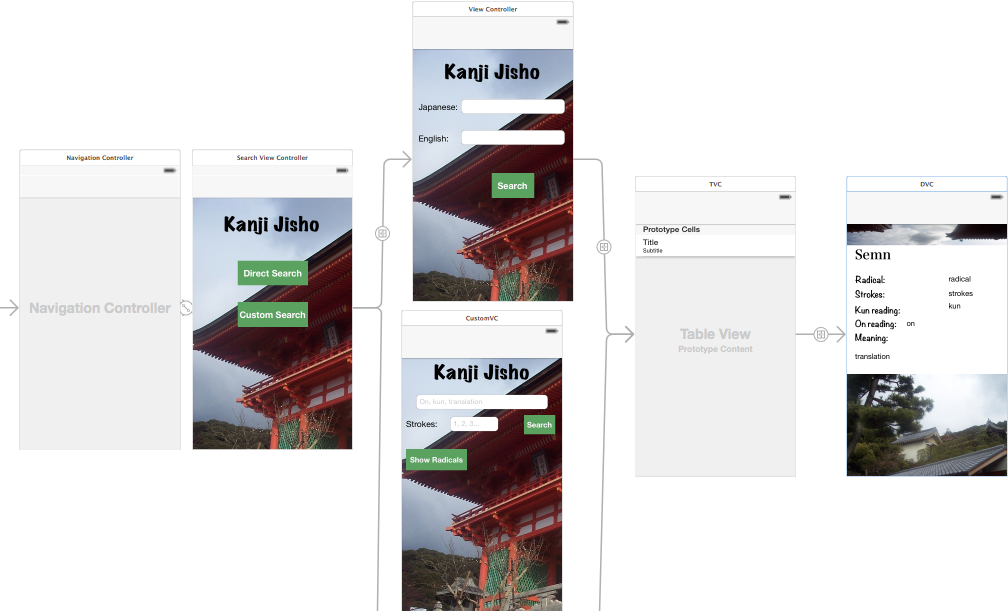 Navigation Controller
Navigation Controller
Search View Controller
Kanji Jisho
Direct Search
Custom Search
View Controller
Kanji Jisho
Japanese:
English:
Search
CustomVC
Kanji Jisho
On, kun, translation
Strokes: 1, 2, 3... Search
Show Radicals
TVC
Prototype Cells
Title
Subtitle
Table View
Prototype Content
DVC
Semn
Radical: radical
Strokes: strokes
Kun reading: kun
On reading: on
Meaning:
translation